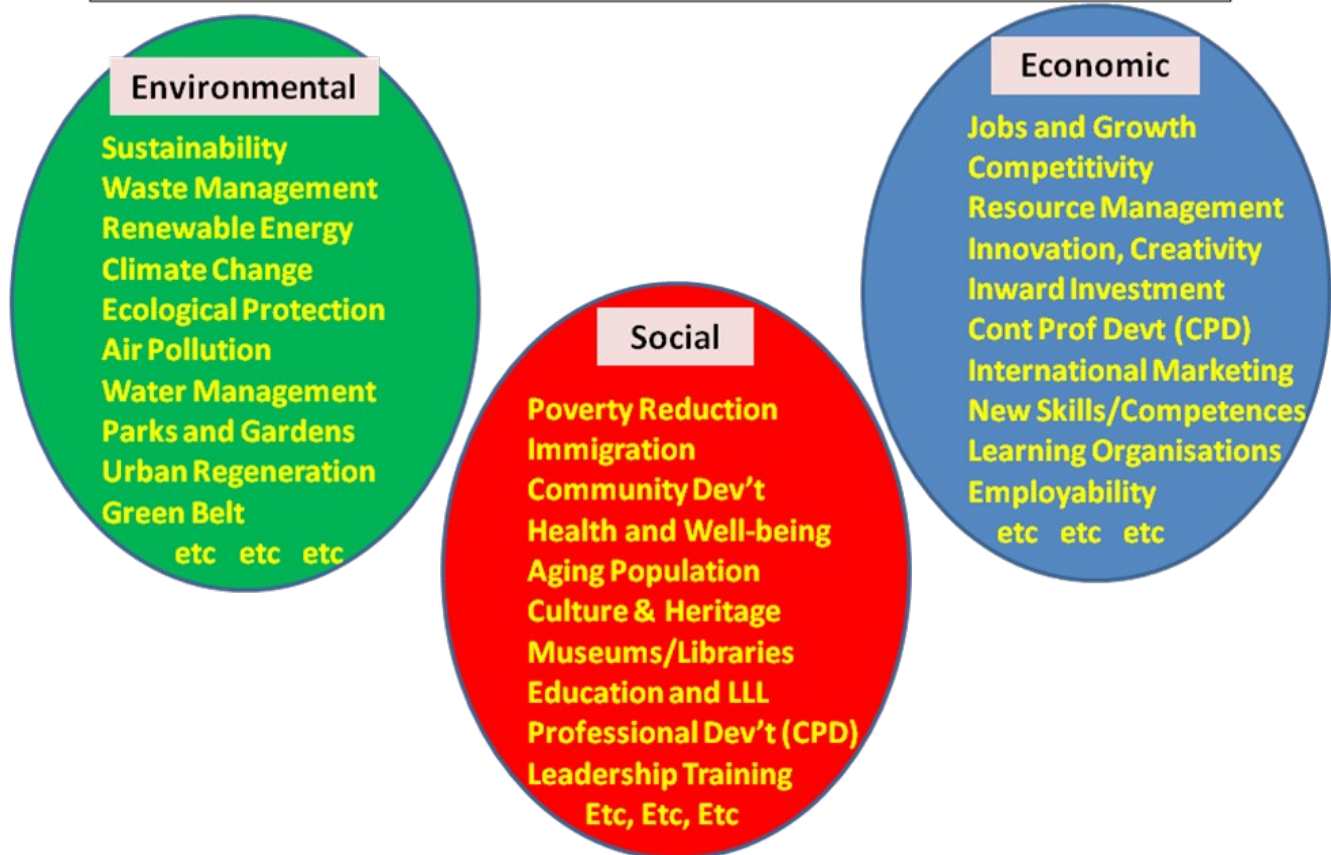 Environmental
Sustainability
Waste Management
Renewable Energy
Climate Change
Ecological Protection
Air Pollution
Water Management
Parks and Gardens
Urban Regeneration
Green Belt
etc etc etc
Social
Poverty Reduction
Immigration
Community Dev't
Health and Well-being
Aging Population
Culture & Heritage
Museums/Libraries
Education and LLL
Professional Dev't (CPD)
Leadership Training
Etc, Etc, Etc
Economic
Jobs and Growth
Competitivity
Resource Management
Innovation, Creativity
Inward Investment
Cont Prof Devt (CPD)
International Marketing
New Skills/Competences
Learning Organisations
Employability
etc etc etc